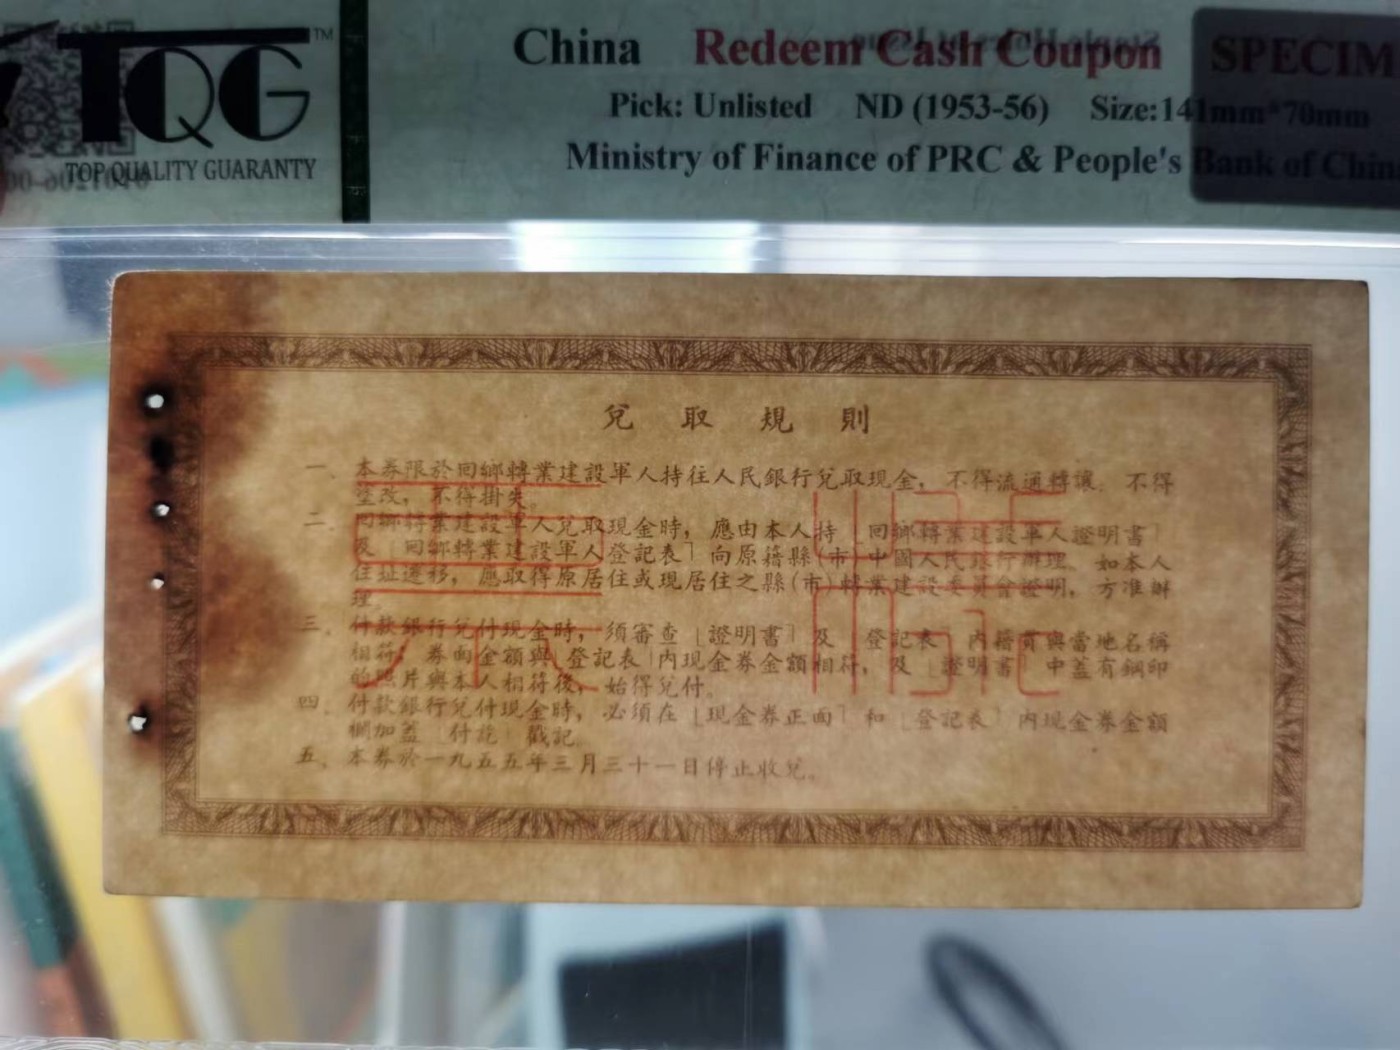 TQG™
TOP QUALITY GUARANTY
China Redeem Cash Coupon SPECIM
Pick: Unlisted ND (1953-56) Size:141mm*70mm
Ministry of Finance of PRC & People's Bank of Chin
兌取規則
一、本券限於回鄉轉業建設軍人持往人民銀行兌取現金，不得流通轉讓、不得
塗改，不得掛失。
二、回鄉轉業建設軍人兌取現金時，應由本人持「回鄉轉業建設軍人證明書」
及「回鄉轉業建設軍人登記表」向原籍縣(市)中國人民銀行辦理。如本人
住址遷移，應取得原居住或現居住之縣(市)轉業建設委員會證明，方准辦
理。
三、付款銀行兌付現金時，須審查「證明書」及「登記表」內籍貫與當地名稱
相符，券面金額與「登記表」內現金券金額相符，及「證明書」中蓋有鋼印
的照片與本人相符後，始得兌付。
四、付款銀行兌付現金時，必須在「現金券正面」和「登記表」內現金券金額
欄加蓋「付訖」戳記。
五、本券於一九五五年三月三十一日停止收兌。